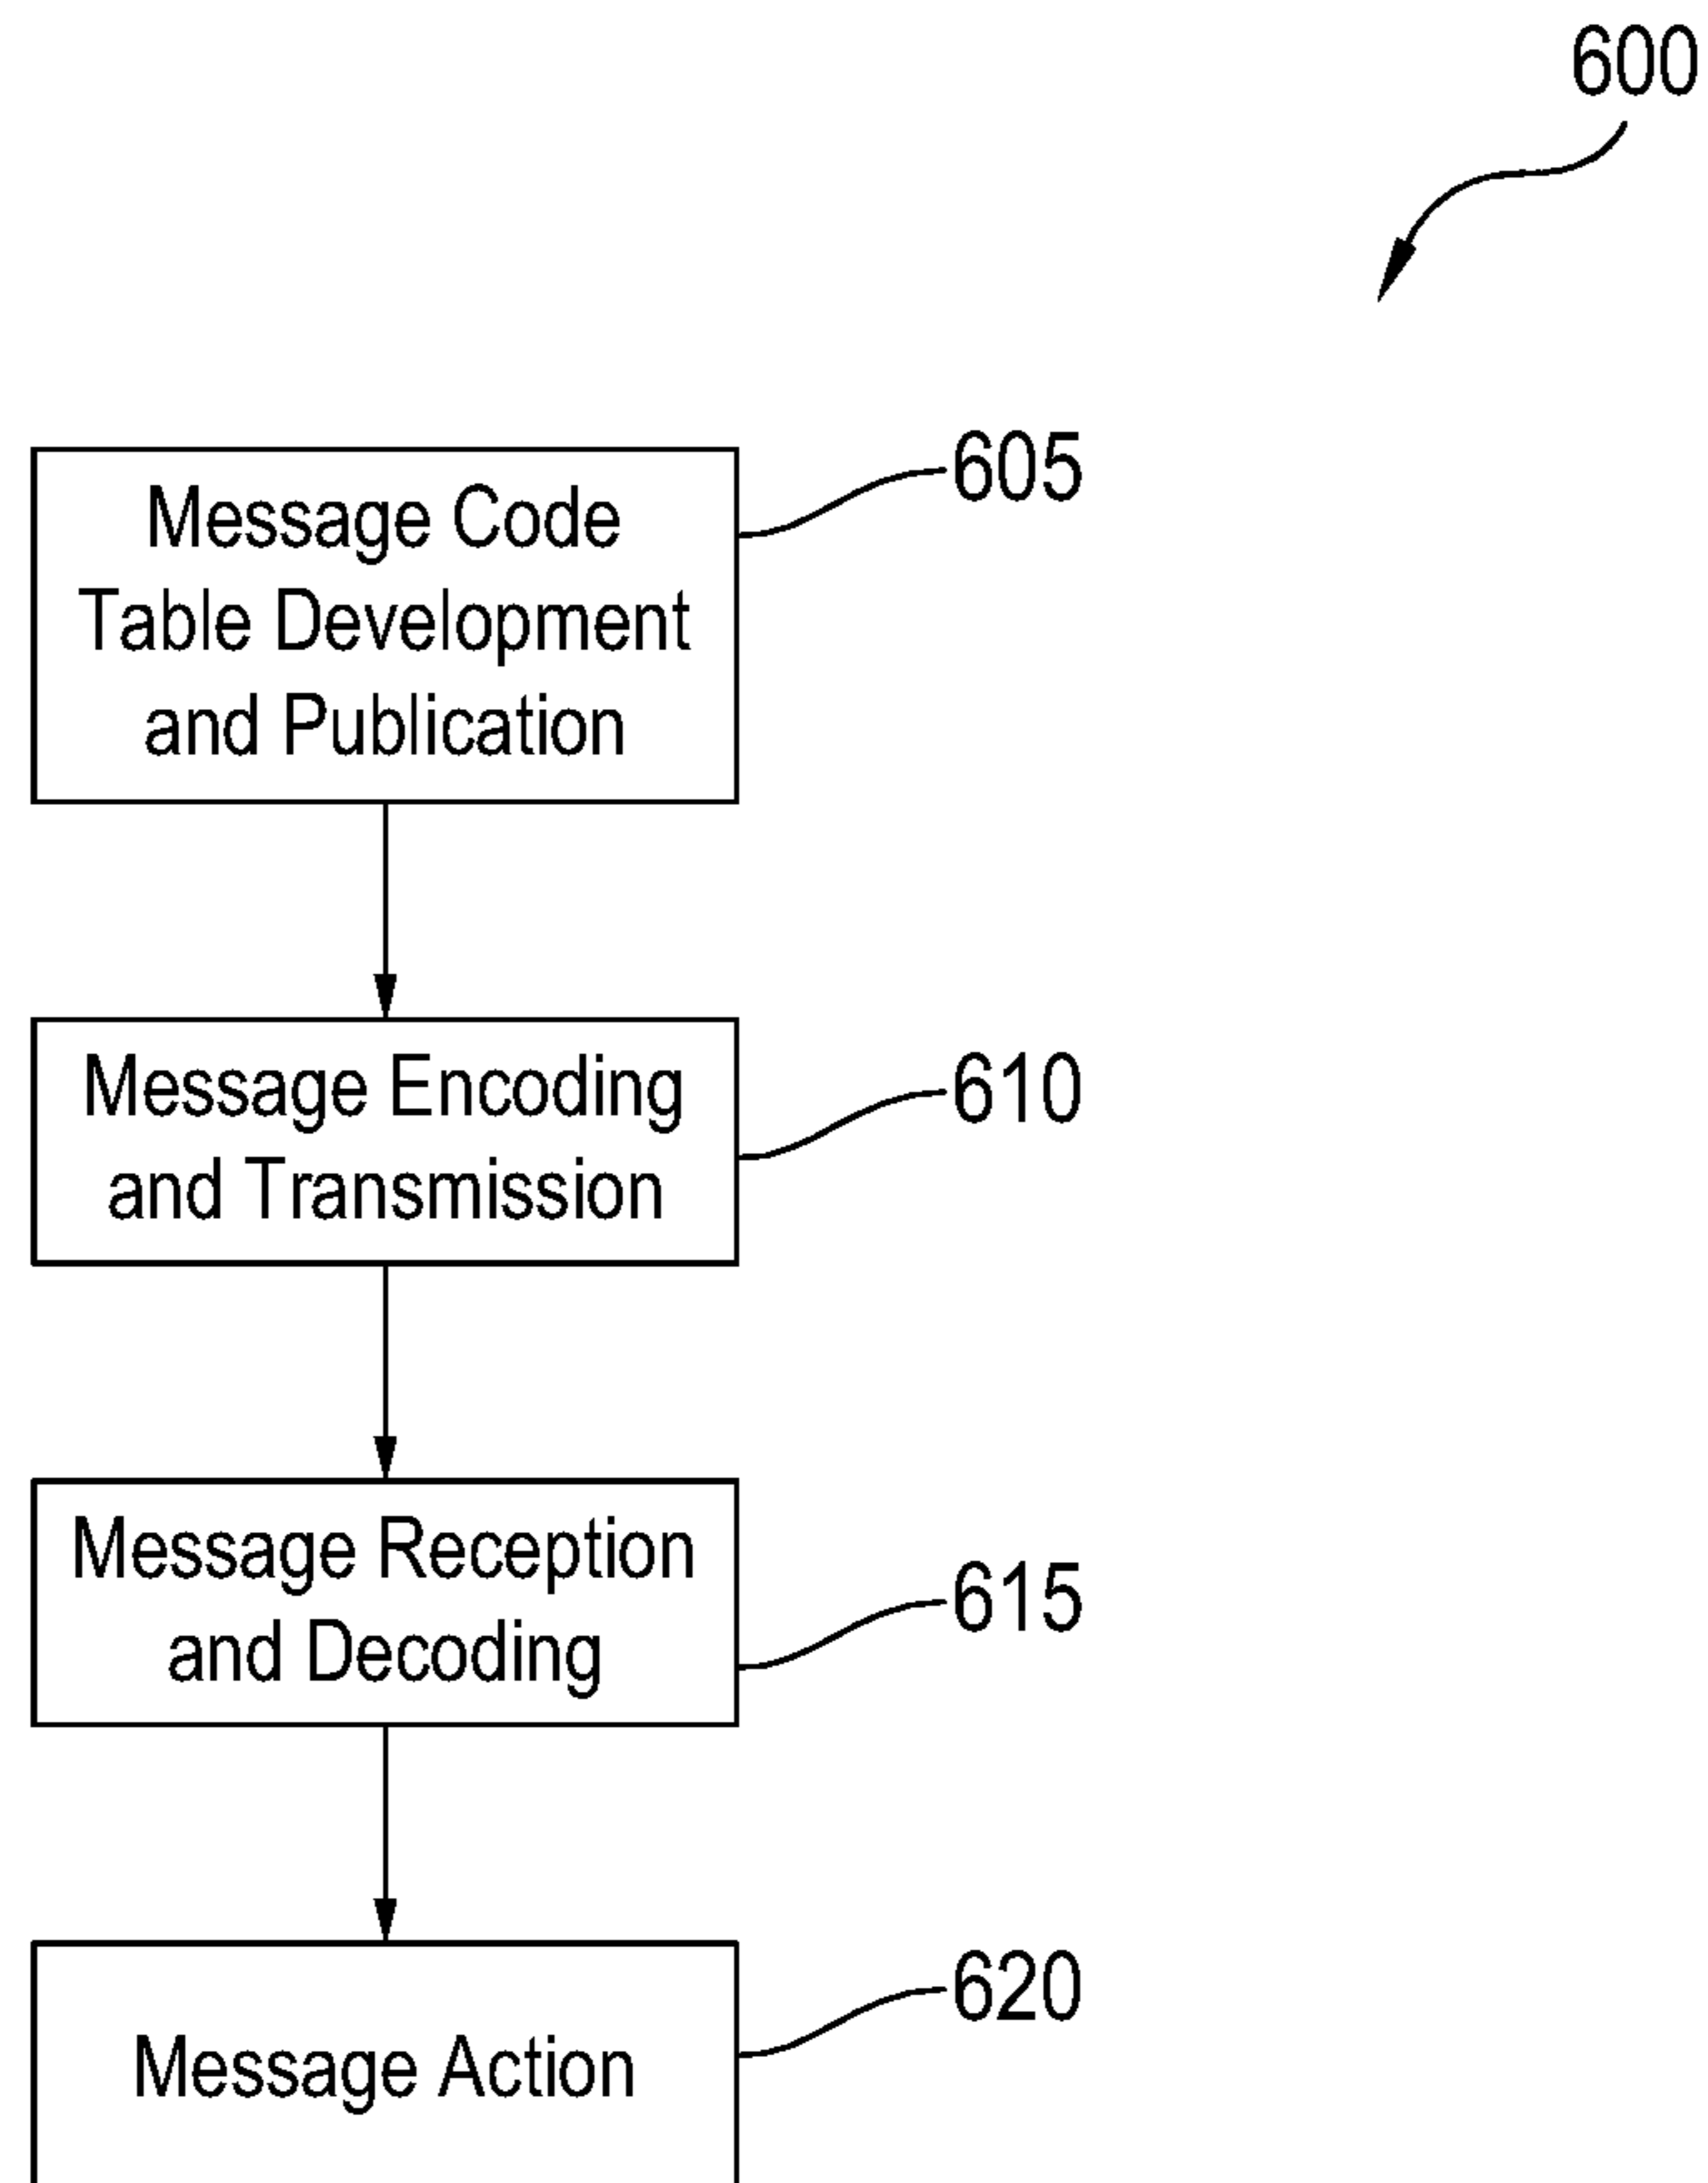 600
Message Code
605
Table Development
and Publication
Message Encoding
610
and Transmission
Message Reception
615
and Decoding
620
Message Action